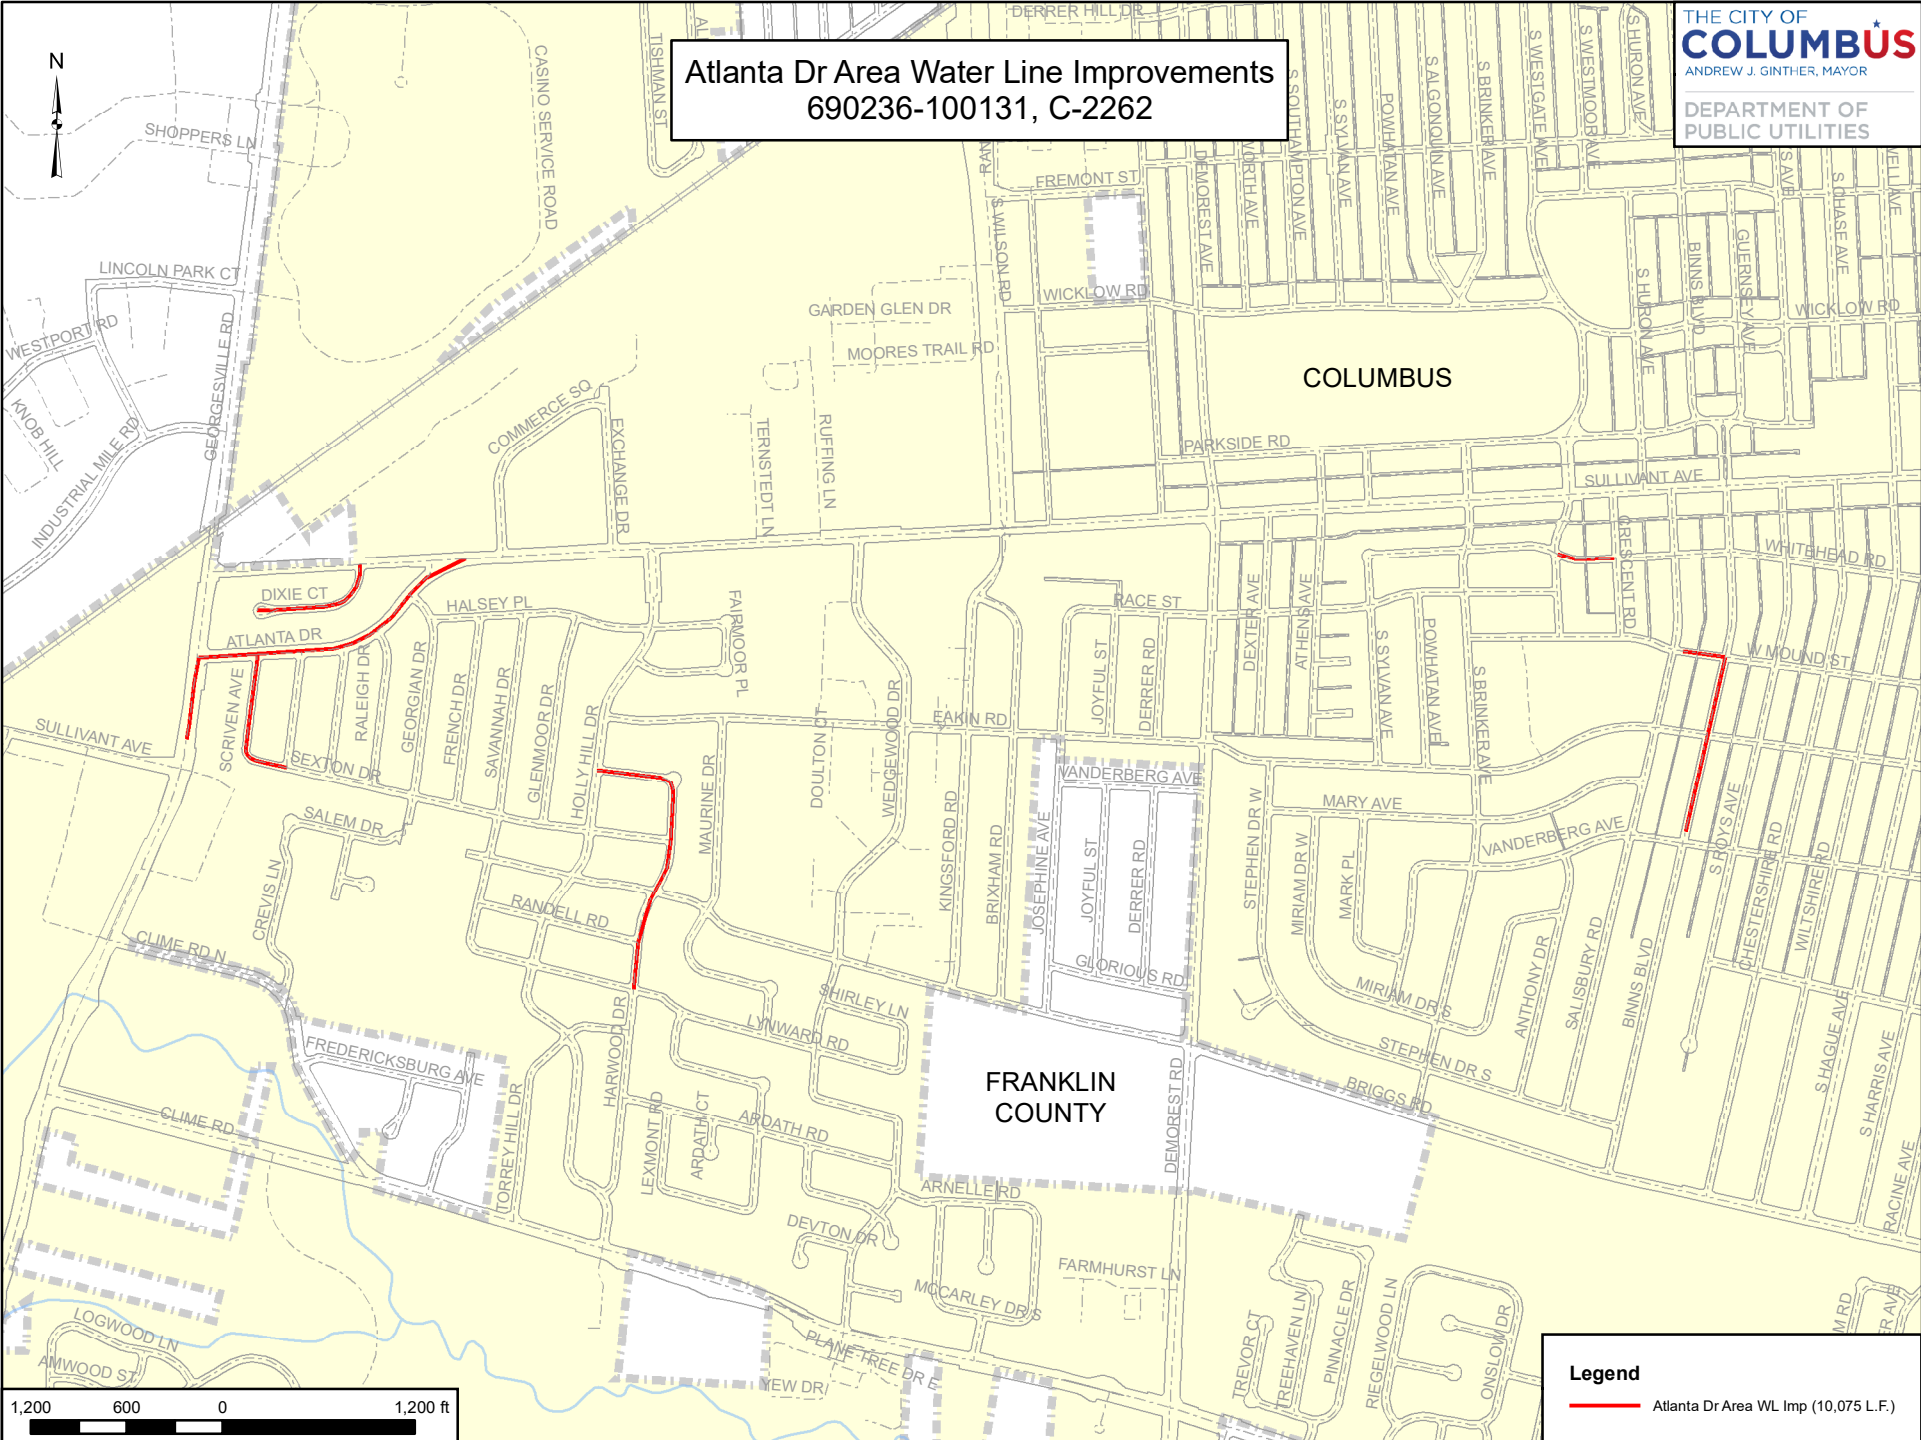 Atlanta Dr Area Water Line Improvements
690236-100131, C-2262
THE CITY OF
COLUMBUS
ANDREW J. GINTHER, MAYOR
DEPARTMENT OF
PUBLIC UTILITIES
N
DERRER HILL DR
TISHMAN ST
CASINO SERVICE ROAD
SHOPPERS LN
S SOUTHAMPTON AVE
S SYLVAN AVE
POWHATAN AVE
S ALGONQUIN AVE
S BRINKER AVE
S WESTGATE AVE
S WESTMOOR AVE
S HURON AVE
S CHASE AVE
DEMOREST AVE
FREMONT ST
S WILSON RD
LINCOLN PARK CT
WESTPORT RD
GEORGESVILLE RD
KNOB HILL
INDUSTRIAL MILE RD
GARDEN GLEN DR
MOORES TRAIL RD
WICKLOW RD
S HURON AVE
BINNS BLVD
GUERNSEY AVE
WICKLOW RD
COLUMBUS
COMMERCE SQ
EXCHANGE DR
TERNSTEDT LN
RUFFING LN
PARKSIDE RD
SULLIVANT AVE
CRESCENT RD
WHITEHEAD RD
DIXIE CT
ATLANTA DR
HALSEY PL
FAIRMOOR PL
RACE ST
DEXTER AVE
ATHENS AVE
JOYFUL ST
DERRER RD
S SYLVAN AVE
POWHATAN AVE
S BRINKER AVE
W MOUND ST
SULLIVANT AVE
SCRIVEN AVE
RALEIGH DR
GEORGIAN DR
FRENCH DR
SAVANNAH DR
GLENMOOR DR
HOLLY HILL DR
SEXTON DR
MAURINE DR
DOULTON CT
WEDGEWOOD DR
EAKIN RD
KINGSFORD RD
BRIXHAM RD
VANDERBERG AVE
JOSEPHINE AVE
JOYFUL ST
DERRER RD
GLORIOUS RD
STEPHEN DR W
MIRIAM DR W
MARK PL
MARY AVE
VANDERBERG AVE
S ROYS AVE
CHESTERSHIRE RD
WILTSHIRE RD
SALEM DR
CREVIS LN
RANDELL RD
CLIME RD N
SHIRLEY LN
LYNWARD RD
MIRIAM DR S
ANTHONY DR
SALISBURY RD
BINNS BLVD
STEPHEN DR S
S HAGUE AVE
S HARRIS AVE
RACINE AVE
FREDERICKSBURG AVE
HARWOOD DR
FRANKLIN
COUNTY
BRIGGS RD
CLIME RD
TORREY HILL DR
LEXMONT RD
ARDATH CT
ARDATH RD
DEMOREST RD
ARNELLE RD
DEVTON DR
FARMHURST LN
MCCARLEY DR S
LOGWOOD LN
AMWOOD ST
PLANE TREE DR E
YEW DR
TREVOR CT
TREEHAVEN LN
PINNACLE DR
RIEGELWOOD LN
ONSLOW DR
M RD
ER AVE
1,200 600 0 1,200 ft
Legend
Atlanta Dr Area WL Imp (10,075 L.F.)